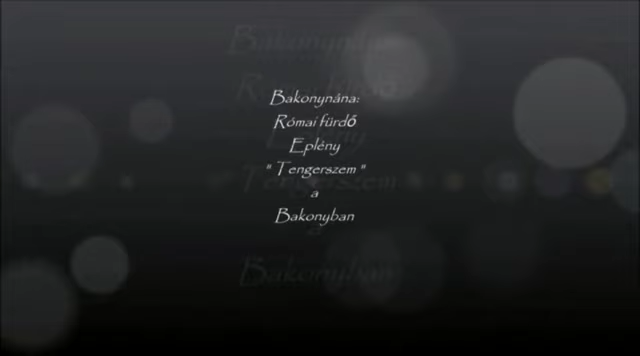 Bakonynána:
Római fürdő
Eplény
" Tengerszem "
a
Bakonyban